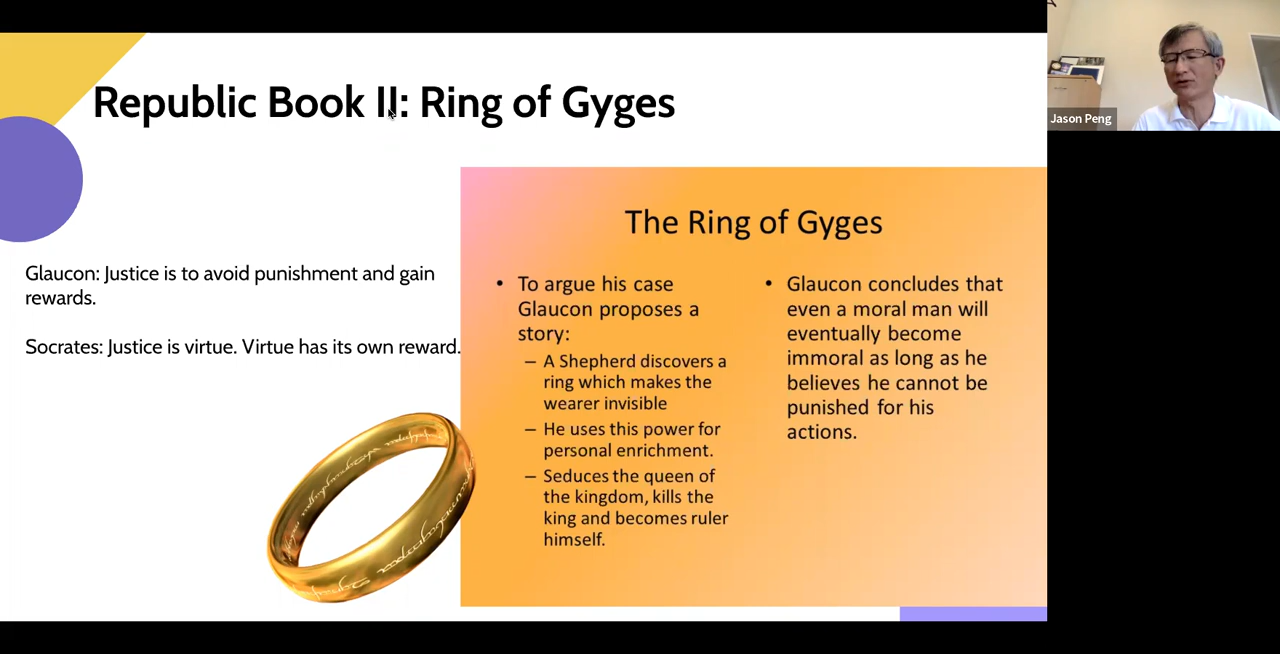 Republic Book II: Ring of Gyges
Glaucon: Justice is to avoid punishment and gain
rewards.
Socrates: Justice is virtue. Virtue has its own reward.
The Ring of Gyges
• To argue his case
Glaucon proposes a
story:
– A Shepherd discovers a
ring which makes the
wearer invisible
– He uses this power for
personal enrichment.
– Seduces the queen of
the kingdom, kills the
king and becomes ruler
himself.
• Glaucon concludes that
even a moral man will
eventually become
immoral as long as he
believes he cannot be
punished for his
actions.
Jason Peng